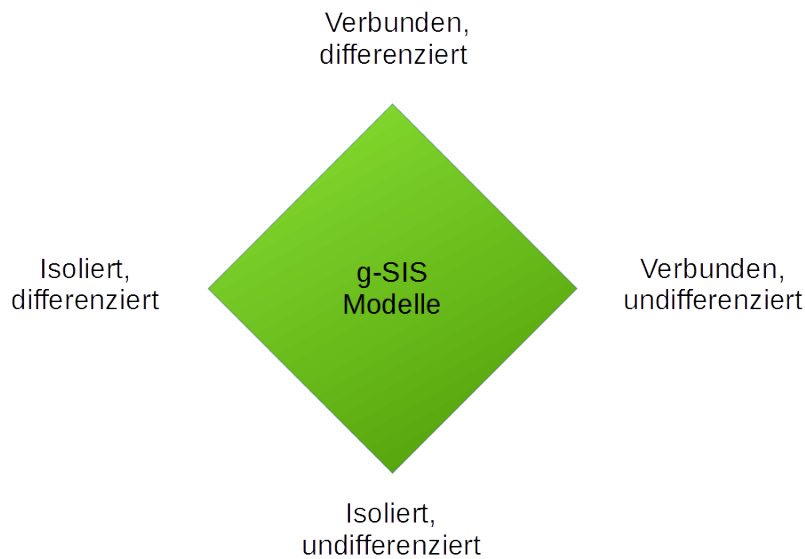 Verbunden,
differenziert
Isoliert,
differenziert
g-SIS
Modelle
Verbunden,
undifferenziert
Isoliert,
undifferenziert